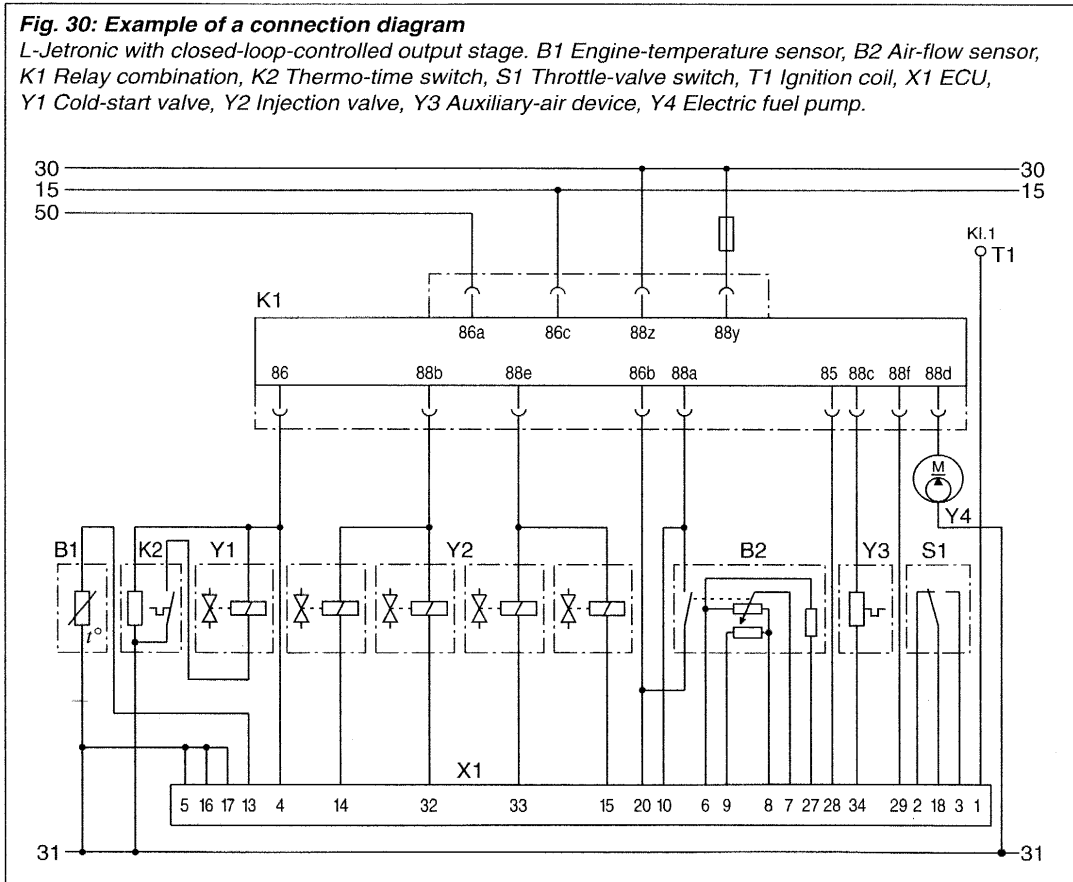 Fig. 30: Example of a connection diagram
L-Jetronic with closed-loop-controlled output stage. B1 Engine-temperature sensor, B2 Air-flow sensor,
K1 Relay combination, K2 Thermo-time switch, S1 Throttle-valve switch, T1 Ignition coil, X1 ECU,
Y1 Cold-start valve, Y2 Injection valve, Y3 Auxiliary-air device, Y4 Electric fuel pump.
30 30
15 15
50
Kl.1
T1
K1
86a 86c 88z 88y
86 88b 88e 86b 88a 85 88c 88f 88d
M
Y4
B1 K2 Y1 Y2 B2 Y3 S1
t°
X1
5 16 17 13 4 14 32 33 15 20 10 6 9 8 7 27 28 34 29 2 18 3 1
31 31